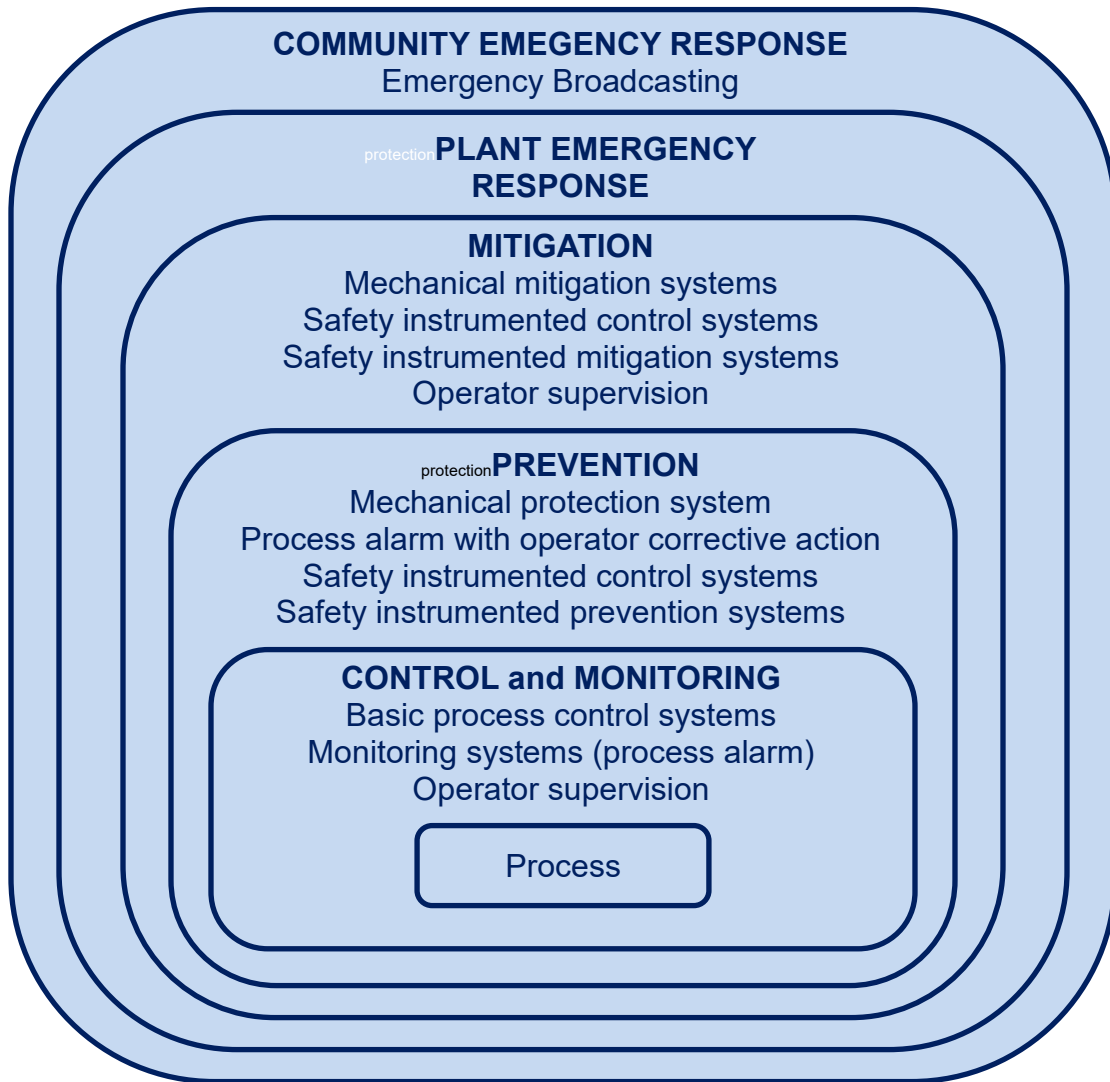 COMMUNITY EMEGENCY RESPONSE
Emergency Broadcasting
protectionPLANT EMERGENCY
RESPONSE
MITIGATION
Mechanical mitigation systems
Safety instrumented control systems
Safety instrumented mitigation systems
Operator supervision
protectionPREVENTION
Mechanical protection system
Process alarm with operator corrective action
Safety instrumented control systems
Safety instrumented prevention systems
CONTROL and MONITORING
Basic process control systems
Monitoring systems (process alarm)
Operator supervision
Process